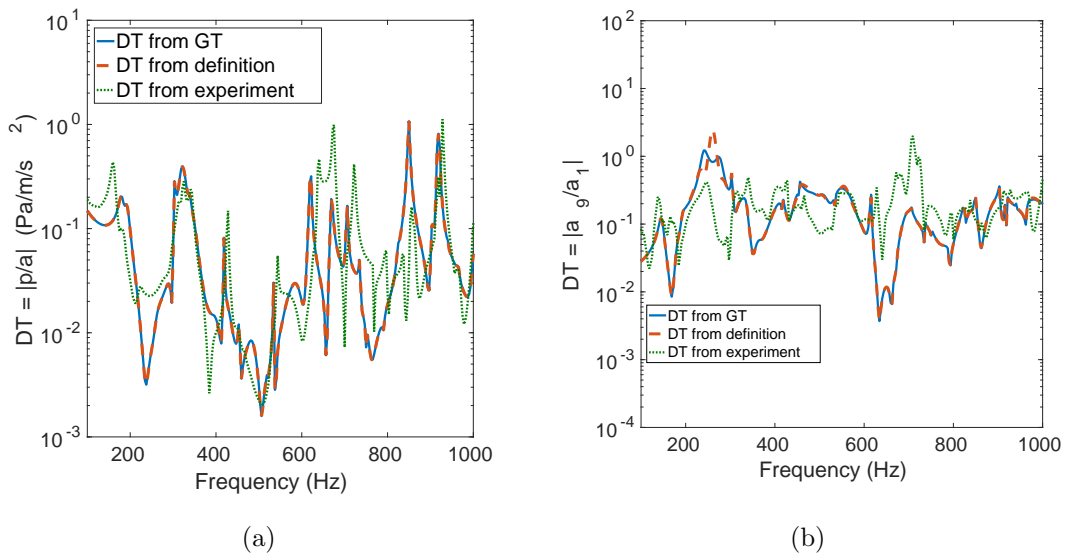 10^1
10^0
10^-1
10^-2
10^-3
DT = |p/a| (Pa/m/s ^2)
DT from GT
DT from definition
DT from experiment
200 400 600 800 1000
Frequency (Hz)
(a)
10^2
10^1
10^0
10^-1
10^-2
10^-3
10^-4
DT = |a_9/a_1|
DT from GT
DT from definition
DT from experiment
200 400 600 800 1000
Frequency (Hz)
(b)